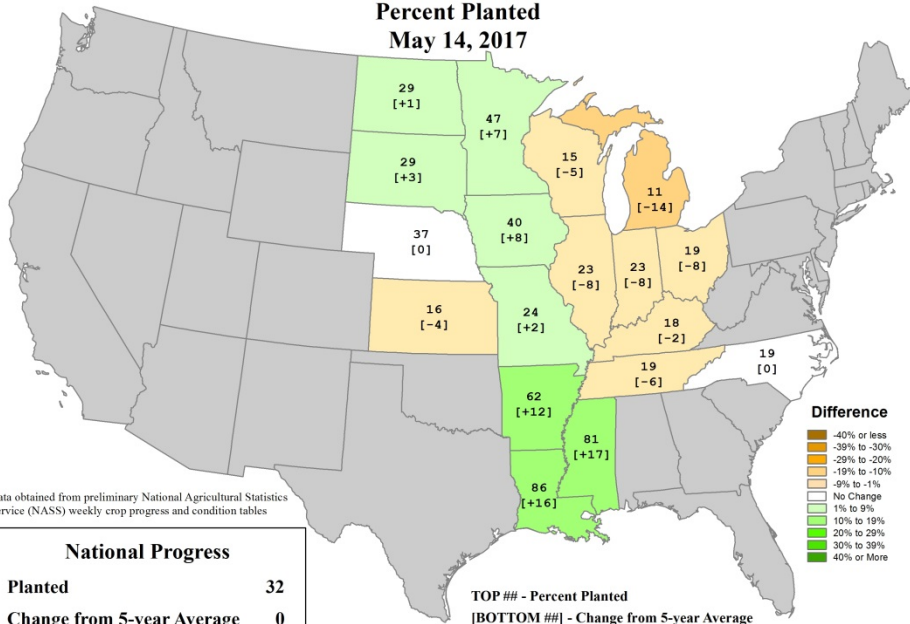 Percent Planted
May 14, 2017
29
[+1]
47
[+7]
15
[-5]
11
[-14]
29
[+3]
37
[0]
40
[+8]
23
[-8]
23
[-8]
19
[-8]
16
[-4]
24
[+2]
18
[-2]
19
[-6]
19
[0]
62
[+12]
81
[+17]
86
[+16]
Difference
-40% or less
-39% to -30%
-29% to -20%
-19% to -10%
-9% to -1%
No Change
1% to 9%
10% to 19%
20% to 29%
30% to 39%
40% or More
ata obtained from preliminary National Agricultural Statistics
ervice (NASS) weekly crop progress and condition tables
National Progress
Planted 32
Change from 5-year Average 0
TOP ## - Percent Planted
[BOTTOM ##] - Change from 5-year Average